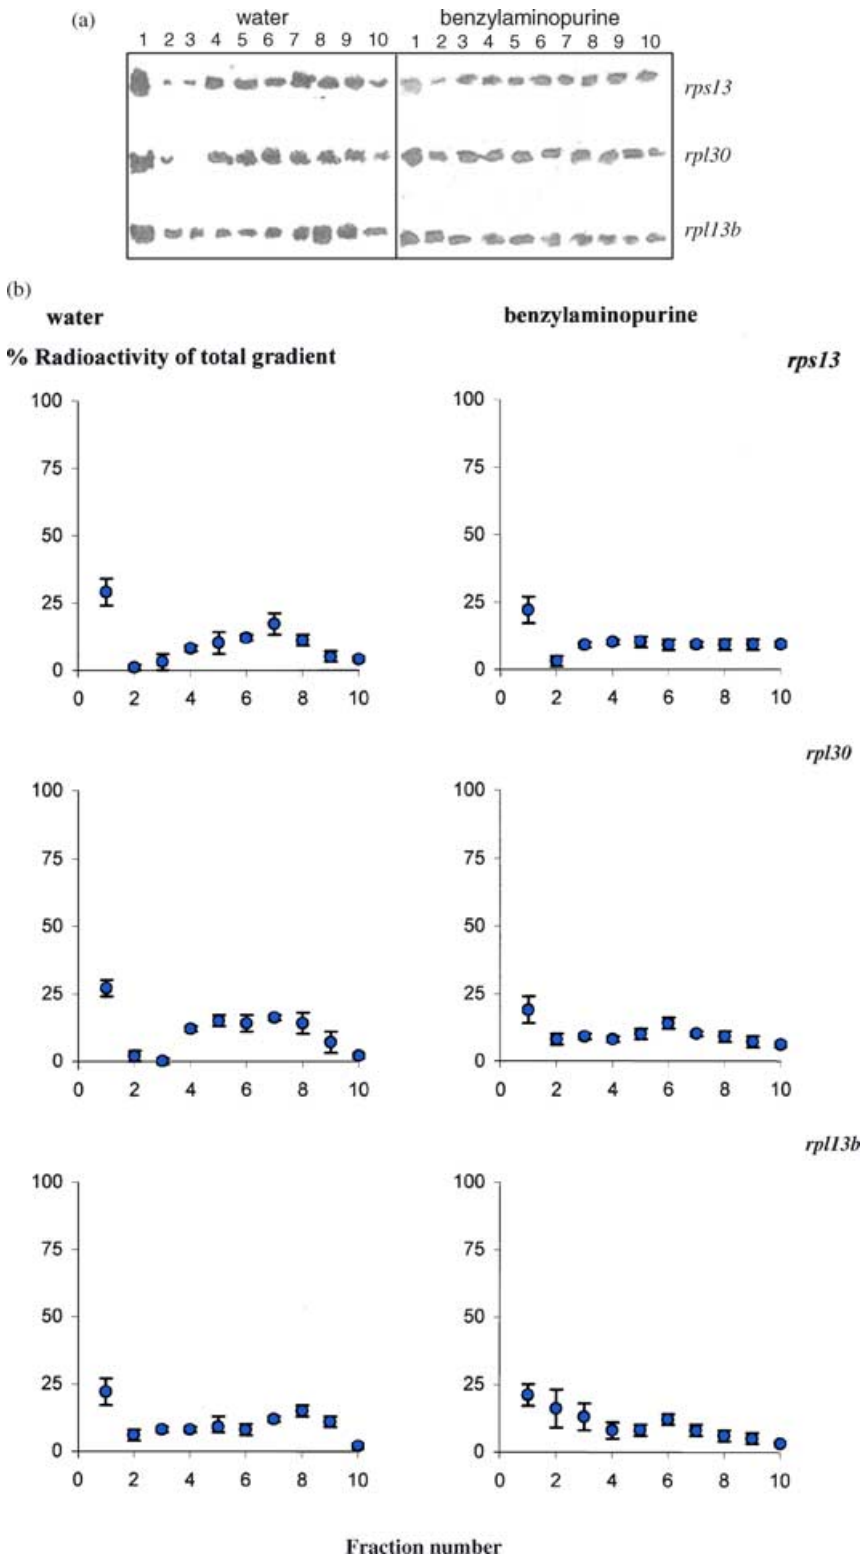 (a)
water benzylaminopurine
1 2 3 4 5 6 7 8 9 10 1 2 3 4 5 6 7 8 9 10
rps13
rpl30
rpl13b
(b)
water benzylaminopurine
% Radioactivity of total gradient
rps13
100 100
75 75
50 50
25 25
0 0
0 2 4 6 8 10 0 2 4 6 8 10
rpl30
100 100
75 75
50 50
25 25
0 0
0 2 4 6 8 10 0 2 4 6 8 10
rpl13b
100 100
75 75
50 50
25 25
0 0
0 2 4 6 8 10 0 2 4 6 8 10
Fraction number